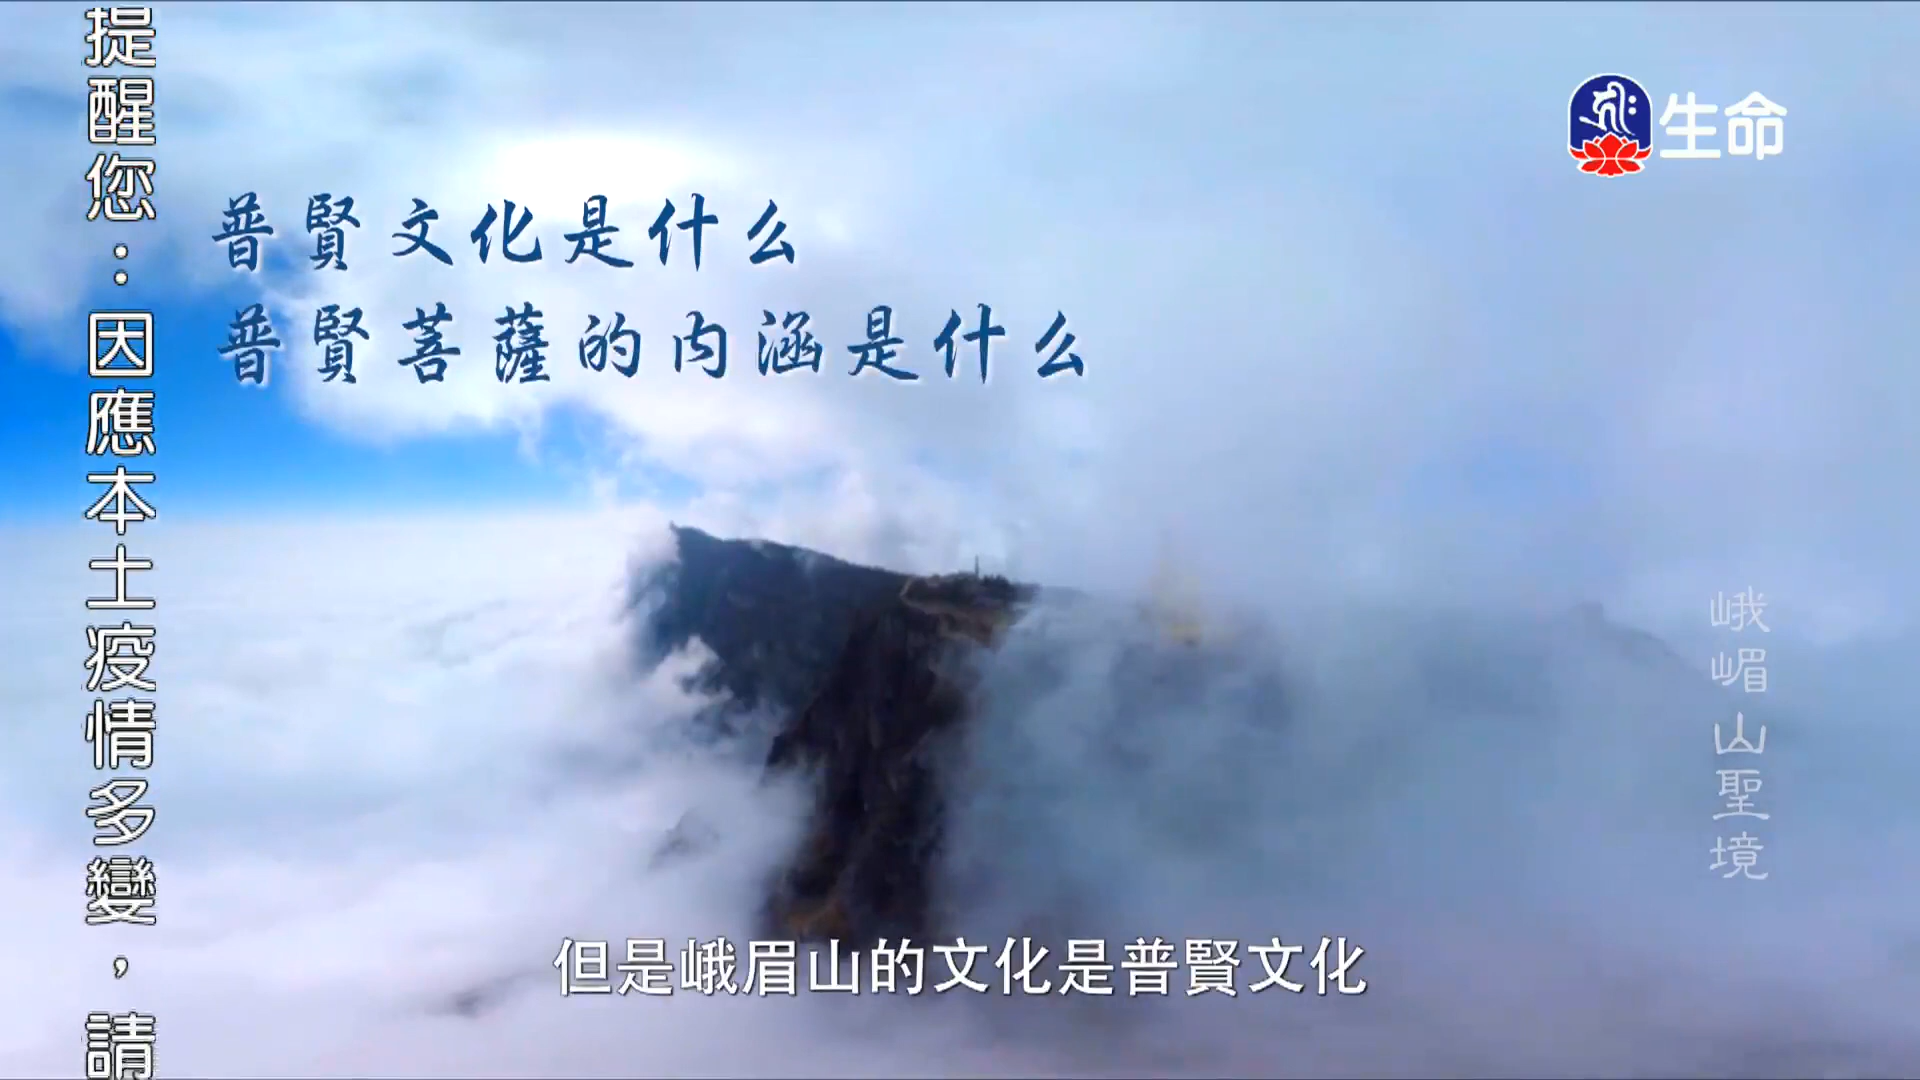 提醒您：因應本土疫情多變，請
生命
普賢文化是什么
普賢菩薩的内涵是什么
峨嵋山聖境
但是峨眉山的文化是普賢文化